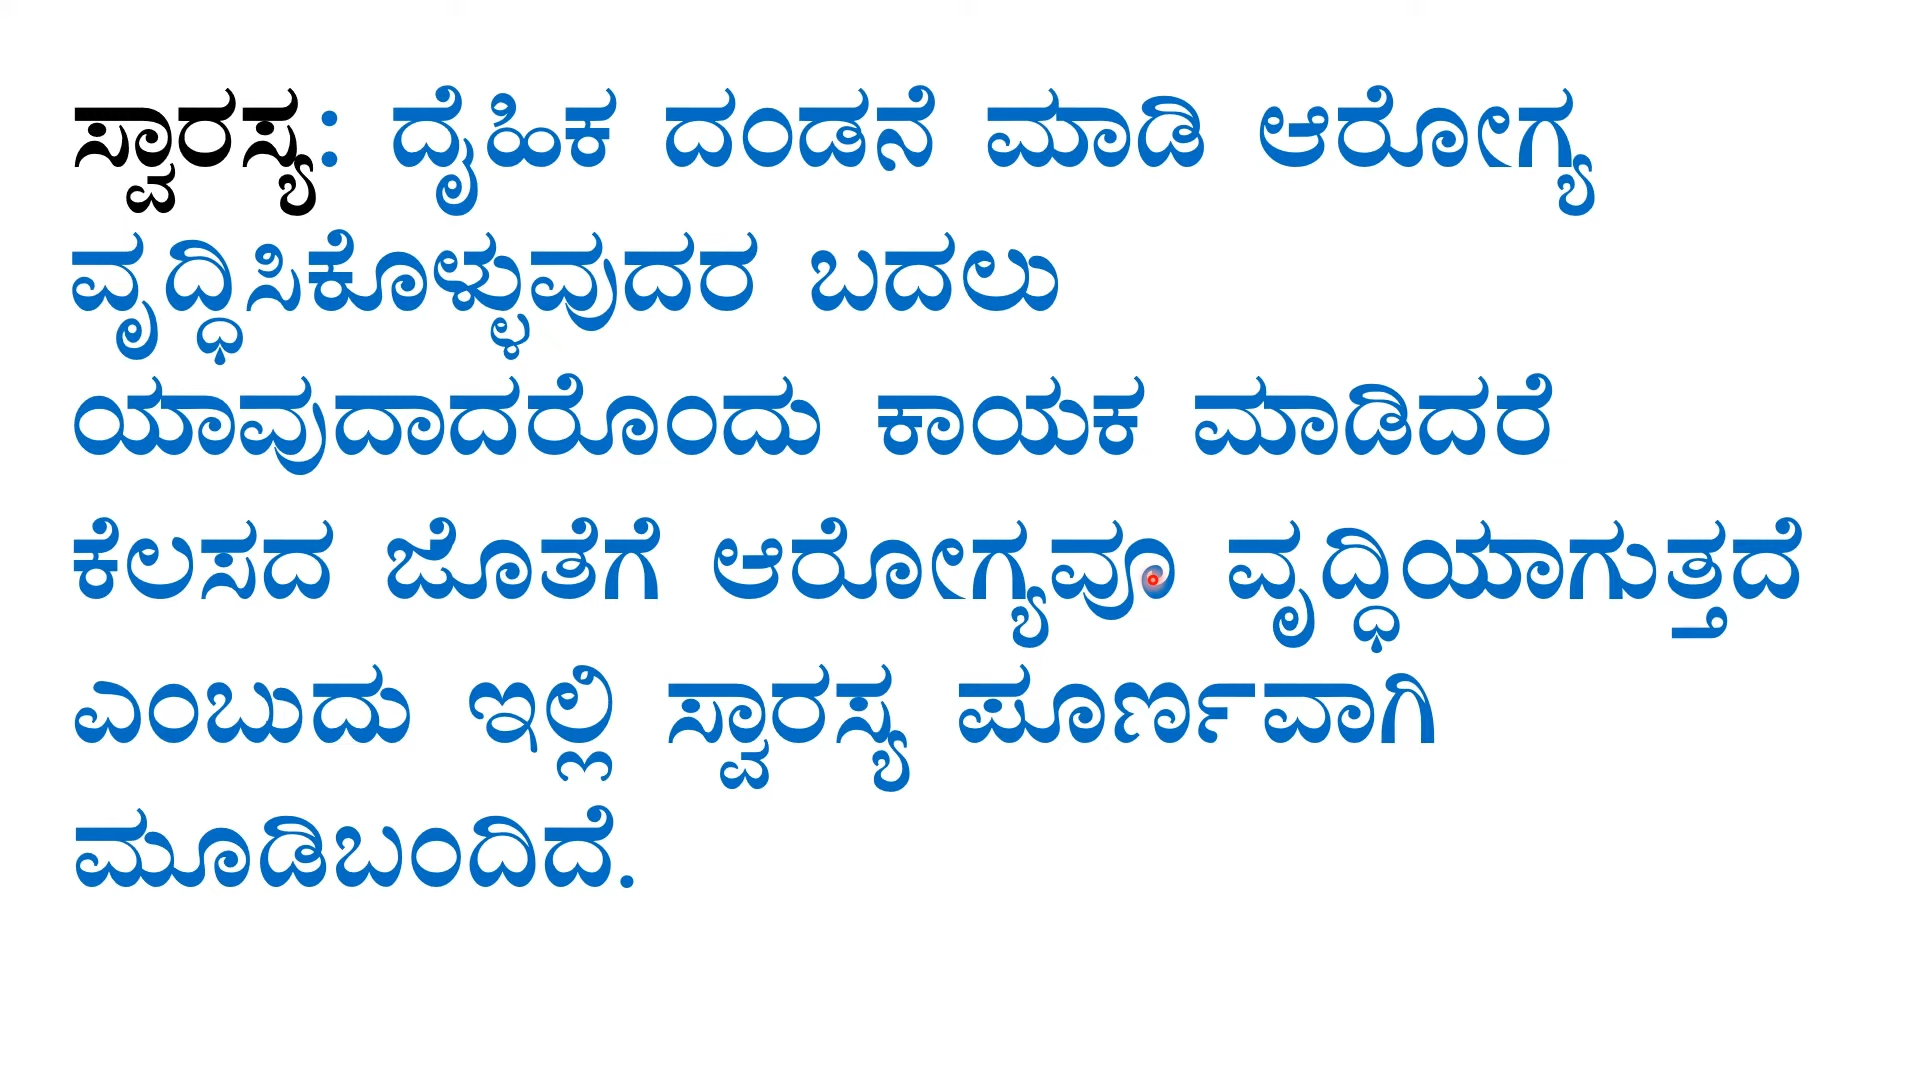 ಸ್ವಾರಸ್ಯ: ದೈಹಿಕ ದಂಡನೆ ಮಾಡಿ ಆರೋಗ್ಯ
ವೃದ್ಧಿಸಿಕೊಳ್ಳುವುದರ ಬದಲು
ಯಾವುದಾದರೊಂದು ಕಾಯಕ ಮಾಡಿದರೆ
ಕೆಲಸದ ಜೊತೆಗೆ ಆರೋಗ್ಯವೂ ವೃದ್ಧಿಯಾಗುತ್ತದೆ
ಎಂಬುದು ಇಲ್ಲಿ ಸ್ವಾರಸ್ಯ ಪೂರ್ಣವಾಗಿ
ಮೂಡಿಬಂದಿದೆ.